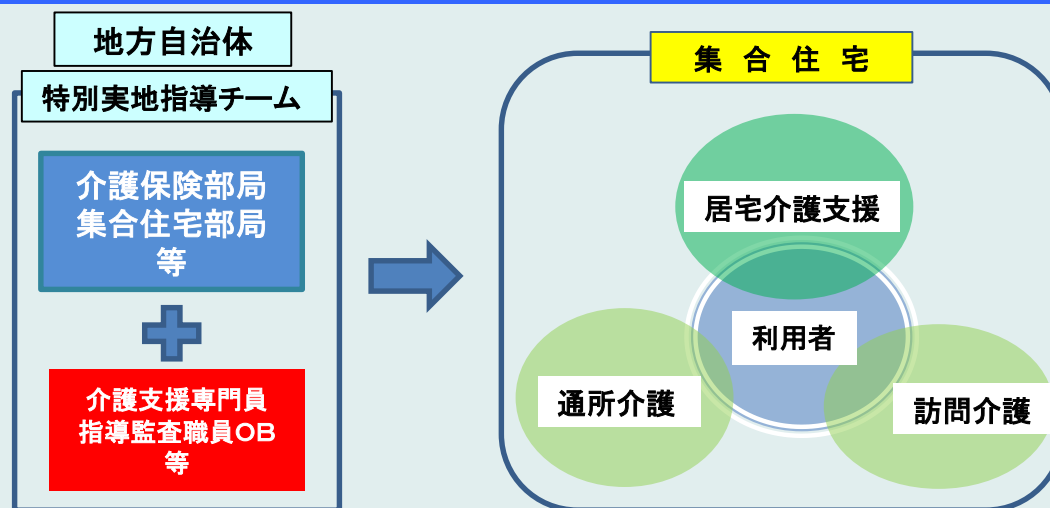 地方自治体
特別実地指導チーム
介護保険部局
集合住宅部局
等
介護支援専門員
指導監査職員OB
等
集合住宅
居宅介護支援
利用者
通所介護
訪問介護